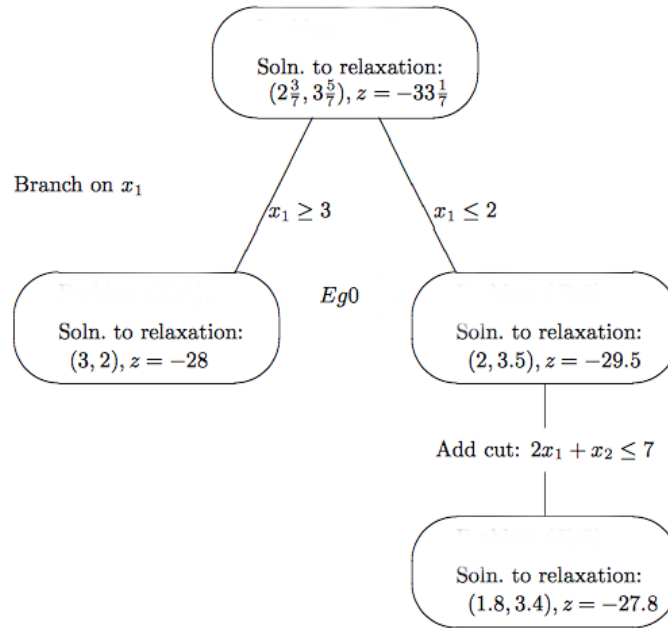 Soln. to relaxation:
(2 3/7, 3 5/7), z = −33 1/7
Branch on x₁
x₁ ≥ 3
x₁ ≤ 2
Eg0
Soln. to relaxation:
(3, 2), z = −28
Soln. to relaxation:
(2, 3.5), z = −29.5
Add cut: 2x₁ + x₂ ≤ 7
Soln. to relaxation:
(1.8, 3.4), z = −27.8